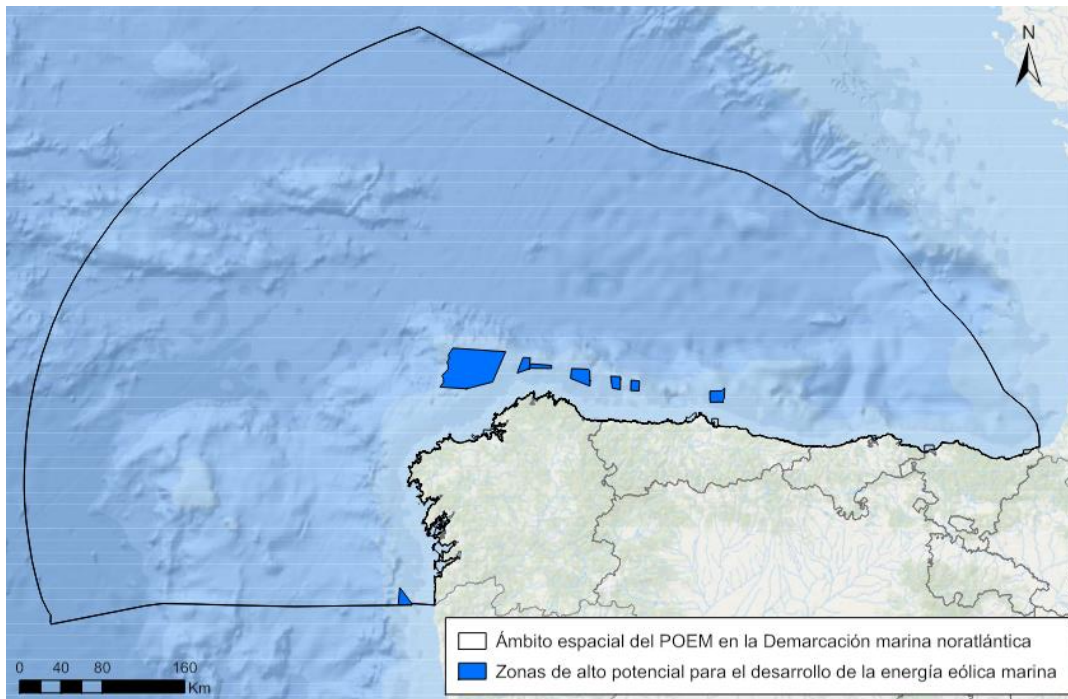 N
Ámbito espacial del POEM en la Demarcación marina noratlántica
Zonas de alto potencial para el desarrollo de la energía eólica marina
0 40 80 160
Km